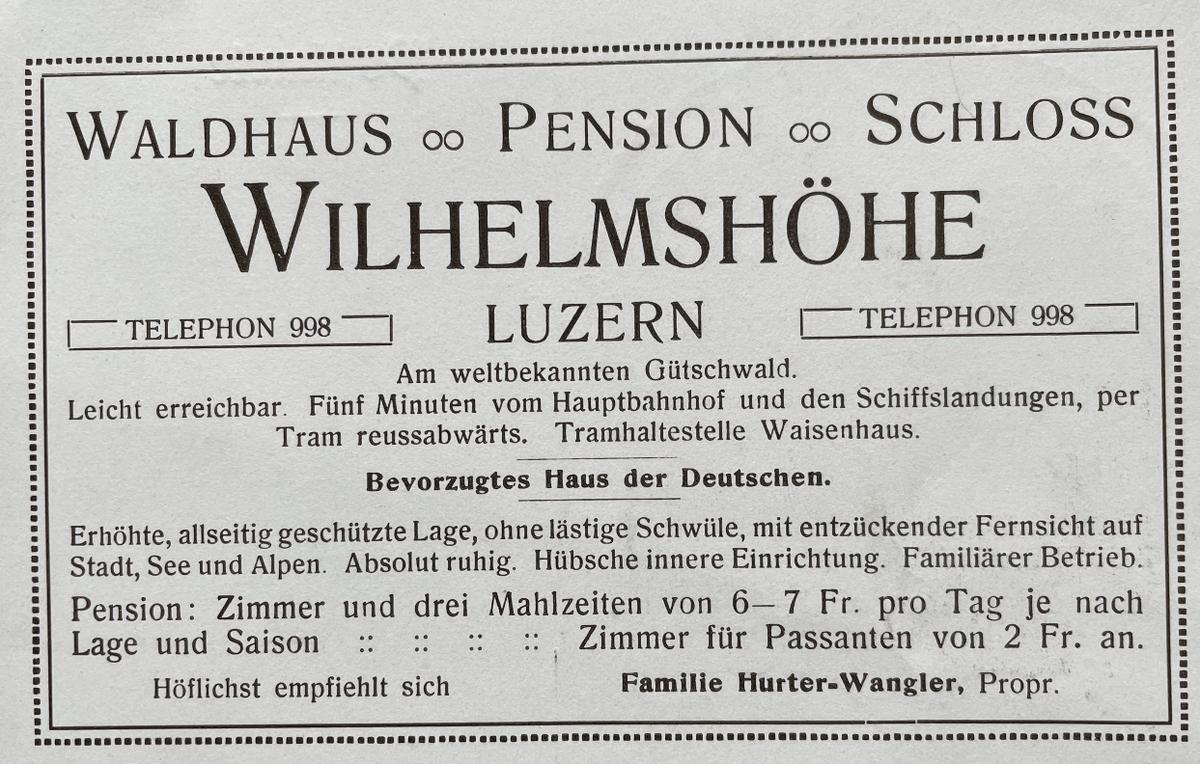 WALDHAUS ∞ PENSION ∞ SCHLOSS
WILHELMSHÖHE
TELEPHON 998 LUZERN TELEPHON 998
Am weltbekannten Gütschwald.
Leicht erreichbar. Fünf Minuten vom Hauptbahnhof und den Schiffslandungen, per
Tram reussabwärts. Tramhaltestelle Waisenhaus.
Bevorzugtes Haus der Deutschen.
Erhöhte, allseitig geschützte Lage, ohne lästige Schwüle, mit entzückender Fernsicht auf
Stadt, See und Alpen. Absolut ruhig. Hübsche innere Einrichtung. Familiärer Betrieb.
Pension: Zimmer und drei Mahlzeiten von 6—7 Fr. pro Tag je nach
Lage und Saison :: :: :: :: Zimmer für Passanten von 2 Fr. an.
Höflichst empfiehlt sich Familie Hurter-Wangler, Propr.